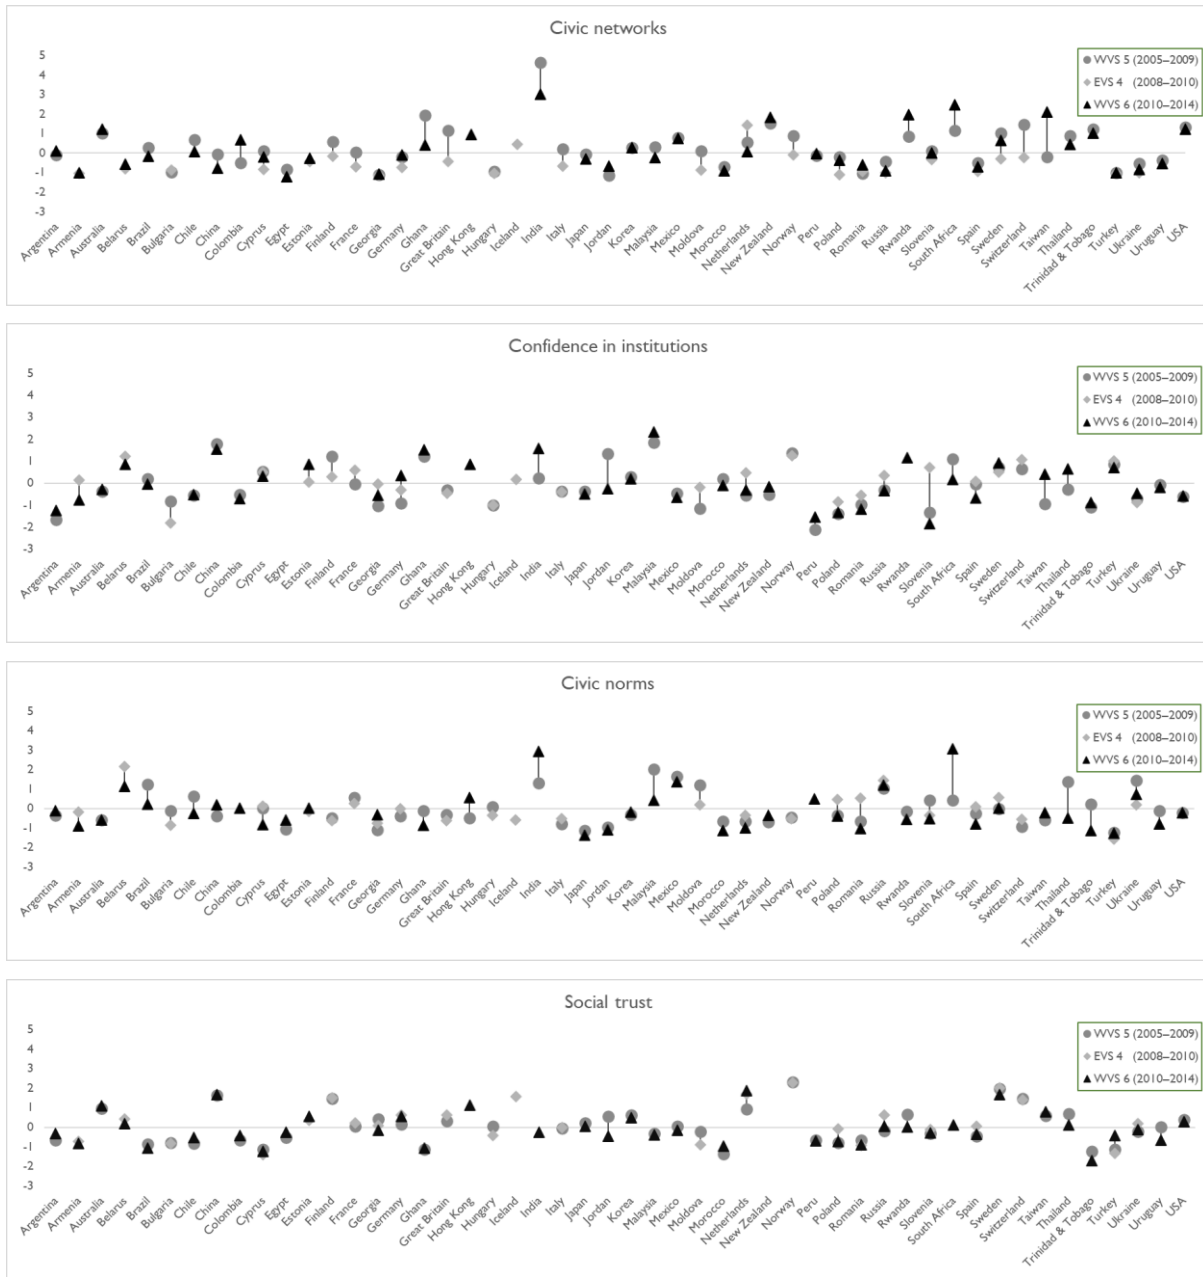 Civic networks
5
4
3
2
1
0
-1
-2
-3
WVS 5 (2005–2009)
EVS 4 (2008–2010)
WVS 6 (2010–2014)
Argentina
Armenia
Australia
Belarus
Brazil
Bulgaria
Chile
China
Colombia
Cyprus
Egypt
Estonia
Finland
France
Georgia
Germany
Ghana
Great Britain
Hong Kong
Hungary
Iceland
India
Italy
Japan
Jordan
Korea
Malaysia
Mexico
Moldova
Morocco
Netherlands
New Zealand
Norway
Peru
Poland
Romania
Russia
Rwanda
Slovenia
South Africa
Spain
Sweden
Switzerland
Taiwan
Thailand
Trinidad & Tobago
Turkey
Ukraine
Uruguay
USA
Confidence in institutions
5
4
3
2
1
0
-1
-2
-3
WVS 5 (2005–2009)
EVS 4 (2008–2010)
WVS 6 (2010–2014)
Argentina
Armenia
Australia
Belarus
Brazil
Bulgaria
Chile
China
Colombia
Cyprus
Egypt
Estonia
Finland
France
Georgia
Germany
Ghana
Great Britain
Hong Kong
Hungary
Iceland
India
Italy
Japan
Jordan
Korea
Malaysia
Mexico
Moldova
Morocco
Netherlands
New Zealand
Norway
Peru
Poland
Romania
Russia
Rwanda
Slovenia
South Africa
Spain
Sweden
Switzerland
Taiwan
Thailand
Trinidad & Tobago
Turkey
Ukraine
Uruguay
USA
Civic norms
5
4
3
2
1
0
-1
-2
-3
WVS 5 (2005–2009)
EVS 4 (2008–2010)
WVS 6 (2010–2014)
Argentina
Armenia
Australia
Belarus
Brazil
Bulgaria
Chile
China
Colombia
Cyprus
Egypt
Estonia
Finland
France
Georgia
Germany
Ghana
Great Britain
Hong Kong
Hungary
Iceland
India
Italy
Japan
Jordan
Korea
Malaysia
Mexico
Moldova
Morocco
Netherlands
New Zealand
Norway
Peru
Poland
Romania
Russia
Rwanda
Slovenia
South Africa
Spain
Sweden
Switzerland
Taiwan
Thailand
Trinidad & Tobago
Turkey
Ukraine
Uruguay
USA
Social trust
5
4
3
2
1
0
-1
-2
-3
WVS 5 (2005–2009)
EVS 4 (2008–2010)
WVS 6 (2010–2014)
Argentina
Armenia
Australia
Belarus
Brazil
Bulgaria
Chile
China
Colombia
Cyprus
Egypt
Estonia
Finland
France
Georgia
Germany
Ghana
Great Britain
Hong Kong
Hungary
Iceland
India
Italy
Japan
Jordan
Korea
Malaysia
Mexico
Moldova
Morocco
Netherlands
New Zealand
Norway
Peru
Poland
Romania
Russia
Rwanda
Slovenia
South Africa
Spain
Sweden
Switzerland
Taiwan
Thailand
Trinidad & Tobago
Turkey
Ukraine
Uruguay
USA